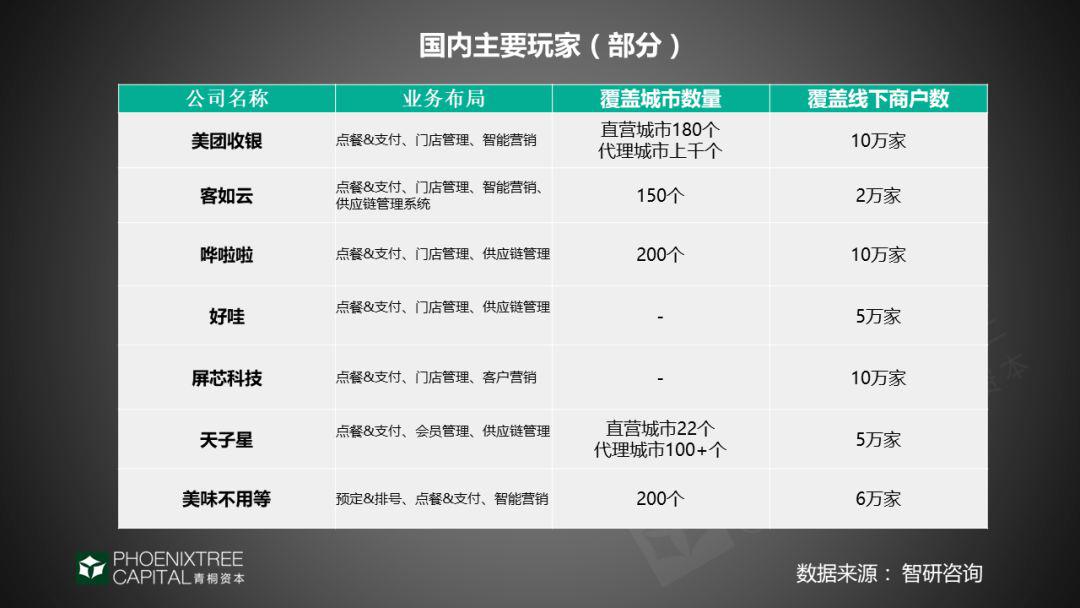 国内主要玩家（部分）
公司名称 业务布局 覆盖城市数量 覆盖线下商户数
美团收银 点餐&支付、门店管理、智能营销 直营城市180个 10万家
代理城市上千个
客如云 点餐&支付、门店管理、智能营销、 150个 2万家
供应链管理系统
哗啦啦 点餐&支付、门店管理、供应链管理 200个 10万家
好哇 点餐&支付、门店管理、供应链管理 - 5万家
屏芯科技 点餐&支付、门店管理、客户营销 - 10万家
天子星 点餐&支付、会员管理、供应链管理 直营城市22个 5万家
代理城市100+个
美味不用等 预定&排号、点餐&支付、智能营销 200个 6万家
PHOENIXTREE
CAPITAL青桐资本
数据来源：智研咨询